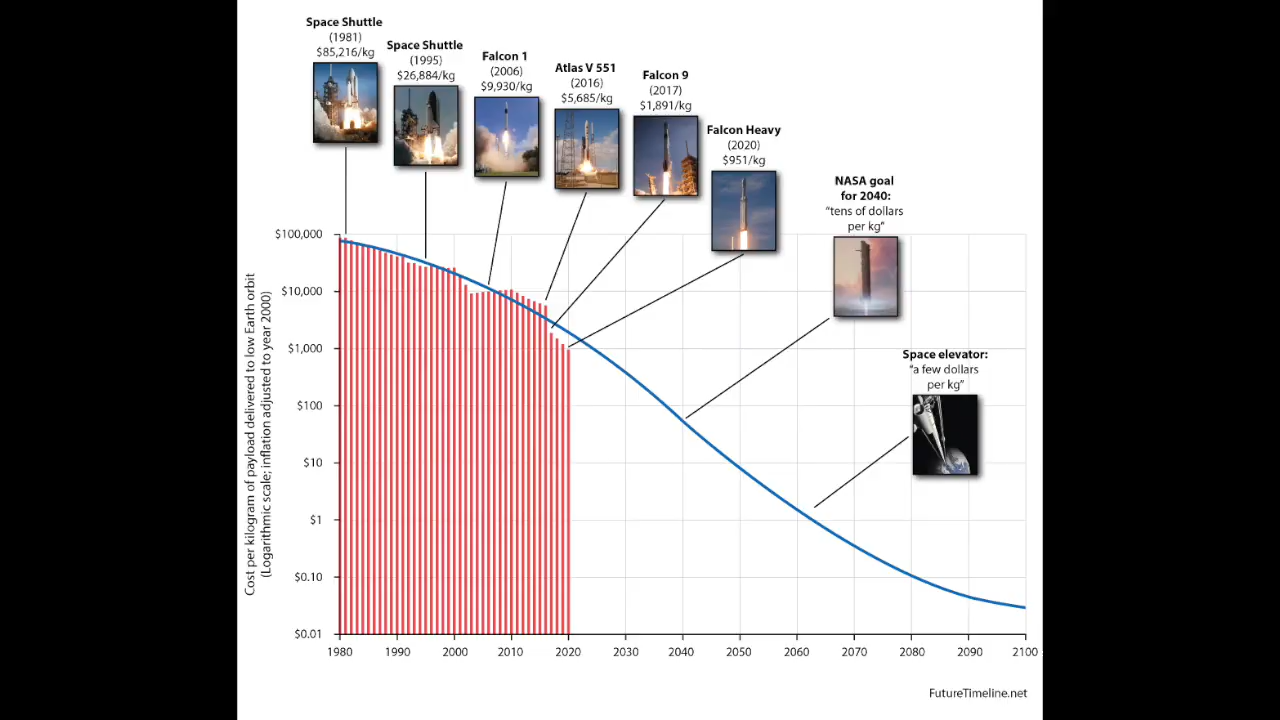 Space Shuttle
(1981)
$85,216/kg
Space Shuttle
(1995)
$26,884/kg
Falcon 1
(2006)
$9,930/kg
Atlas V 551
(2016)
$5,685/kg
Falcon 9
(2017)
$1,891/kg
Falcon Heavy
(2020)
$951/kg
NASA goal
for 2040:
“tens of dollars
per kg”
Space elevator:
“a few dollars
per kg”
Cost per kilogram of payload delivered to low Earth orbit
(Logarithmic scale; inflation adjusted to year 2000)
$100,000
$10,000
$1,000
$100
$10
$1
$0.10
$0.01
1980 1990 2000 2010 2020 2030 2040 2050 2060 2070 2080 2090 2100
FutureTimeline.net